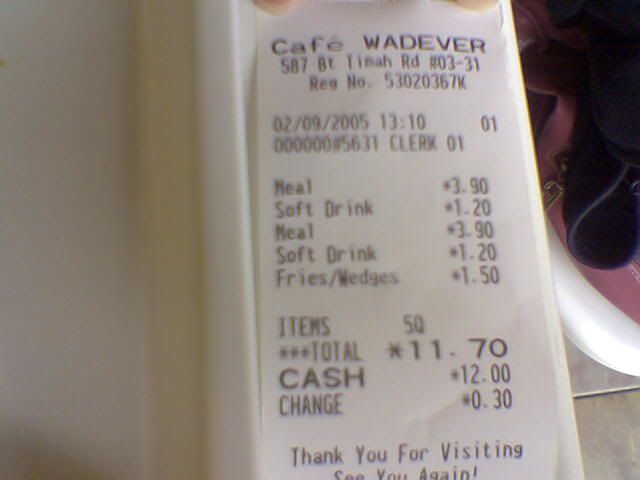 Café WADEVER
587 Bt Timah Rd #03-31
Reg No. 53020367K
02/09/2005 13:10 01
000000#5631 CLERK 01
Meal *3.90
Soft Drink *1.20
Meal *3.90
Soft Drink *1.20
Fries/Wedges *1.50
ITEMS 5Q
***TOTAL *11.70
CASH *12.00
CHANGE *0.30
Thank You For Visiting
See You Again!